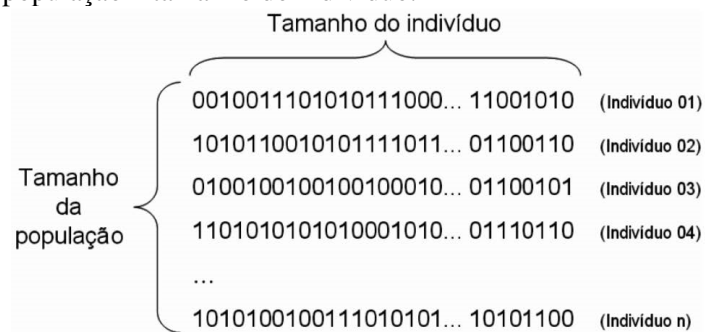 Tamanho do indivíduo
0010011101010111000... 11001010 (Indivíduo 01)
1010110010101111011... 01100110 (Indivíduo 02)
0100100100100100010... 01100101 (Indivíduo 03)
Tamanho
da
população
1101010101010001010... 01110110 (Indivíduo 04)
...
1010100100111010101... 10101100 (Indivíduo n)